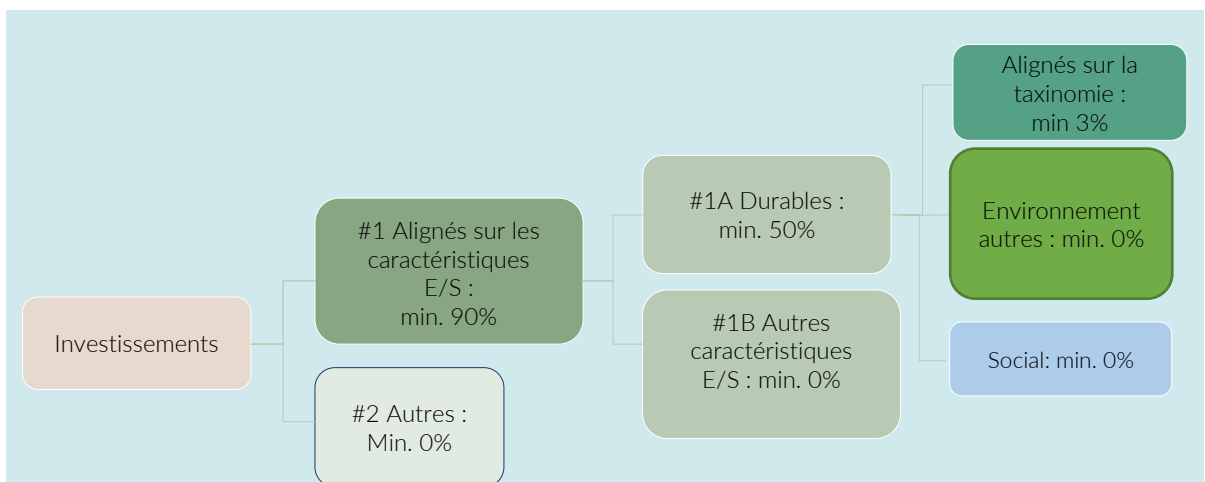 Investissements
#1 Alignés sur les
caractéristiques
E/S :
min. 90%
#2 Autres :
Min. 0%
#1A Durables :
min. 50%
#1B Autres
caractéristiques
E/S : min. 0%
Alignés sur la
taxinomie :
min 3%
Environnement
autres : min. 0%
Social: min. 0%